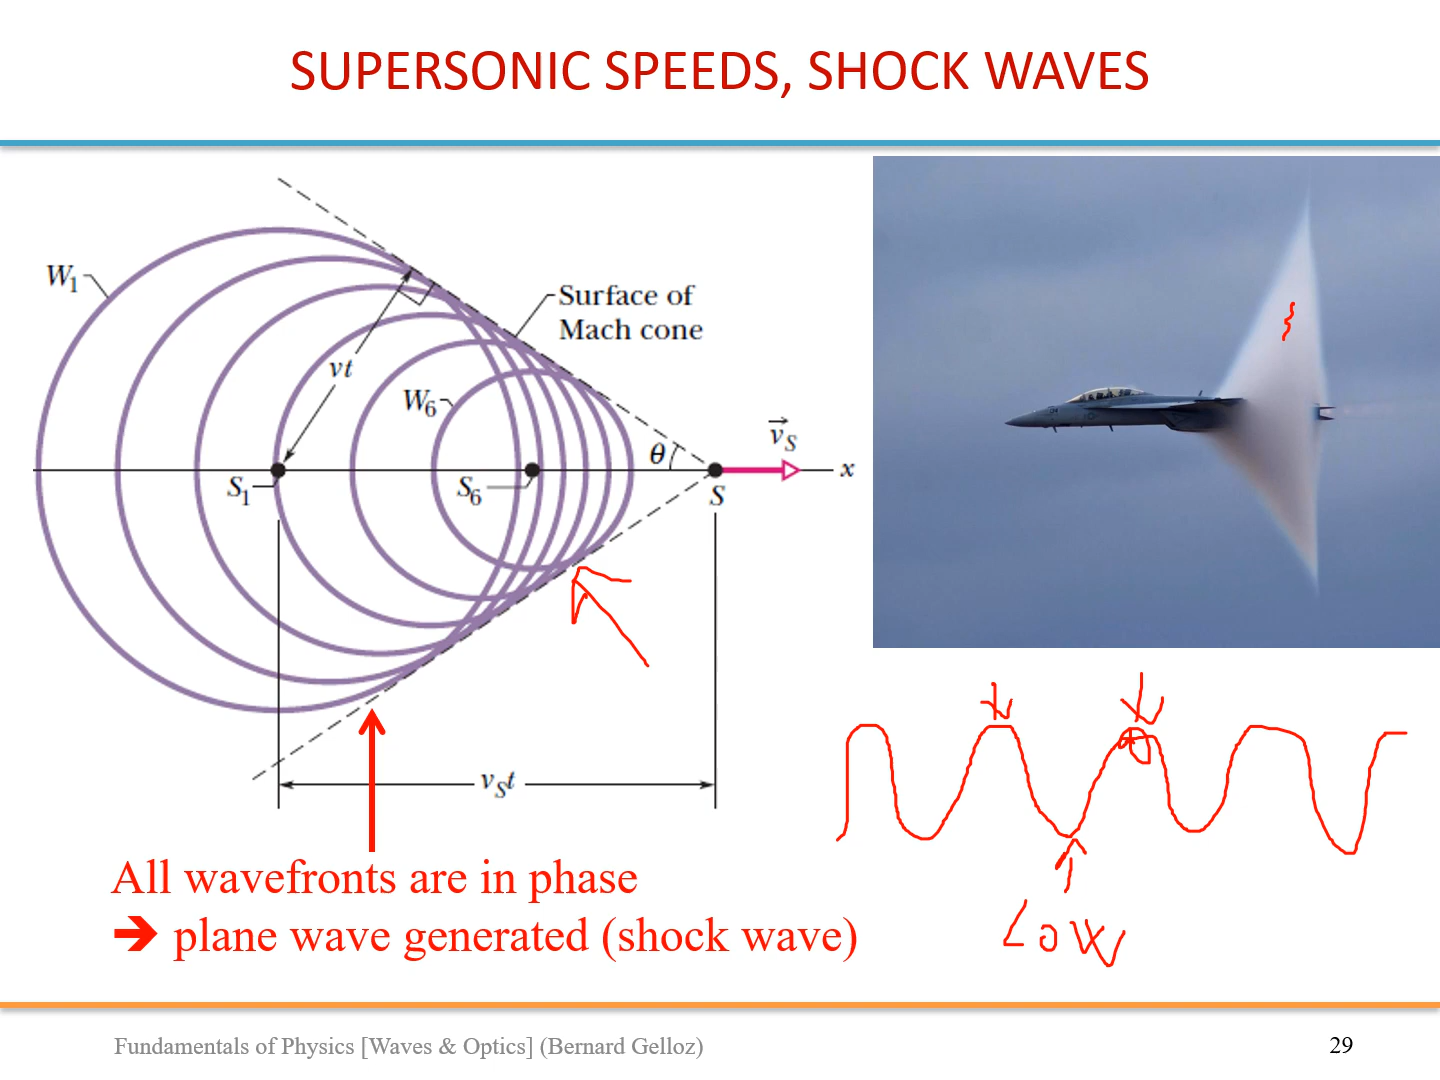 SUPERSONIC SPEEDS, SHOCK WAVES
W1
Surface of
Mach cone
vt
W6
θ
vS
x
S1
S6
S
vSt
All wavefronts are in phase
➔ plane wave generated (shock wave)
LOW
Fundamentals of Physics [Waves & Optics] (Bernard Gelloz)
29